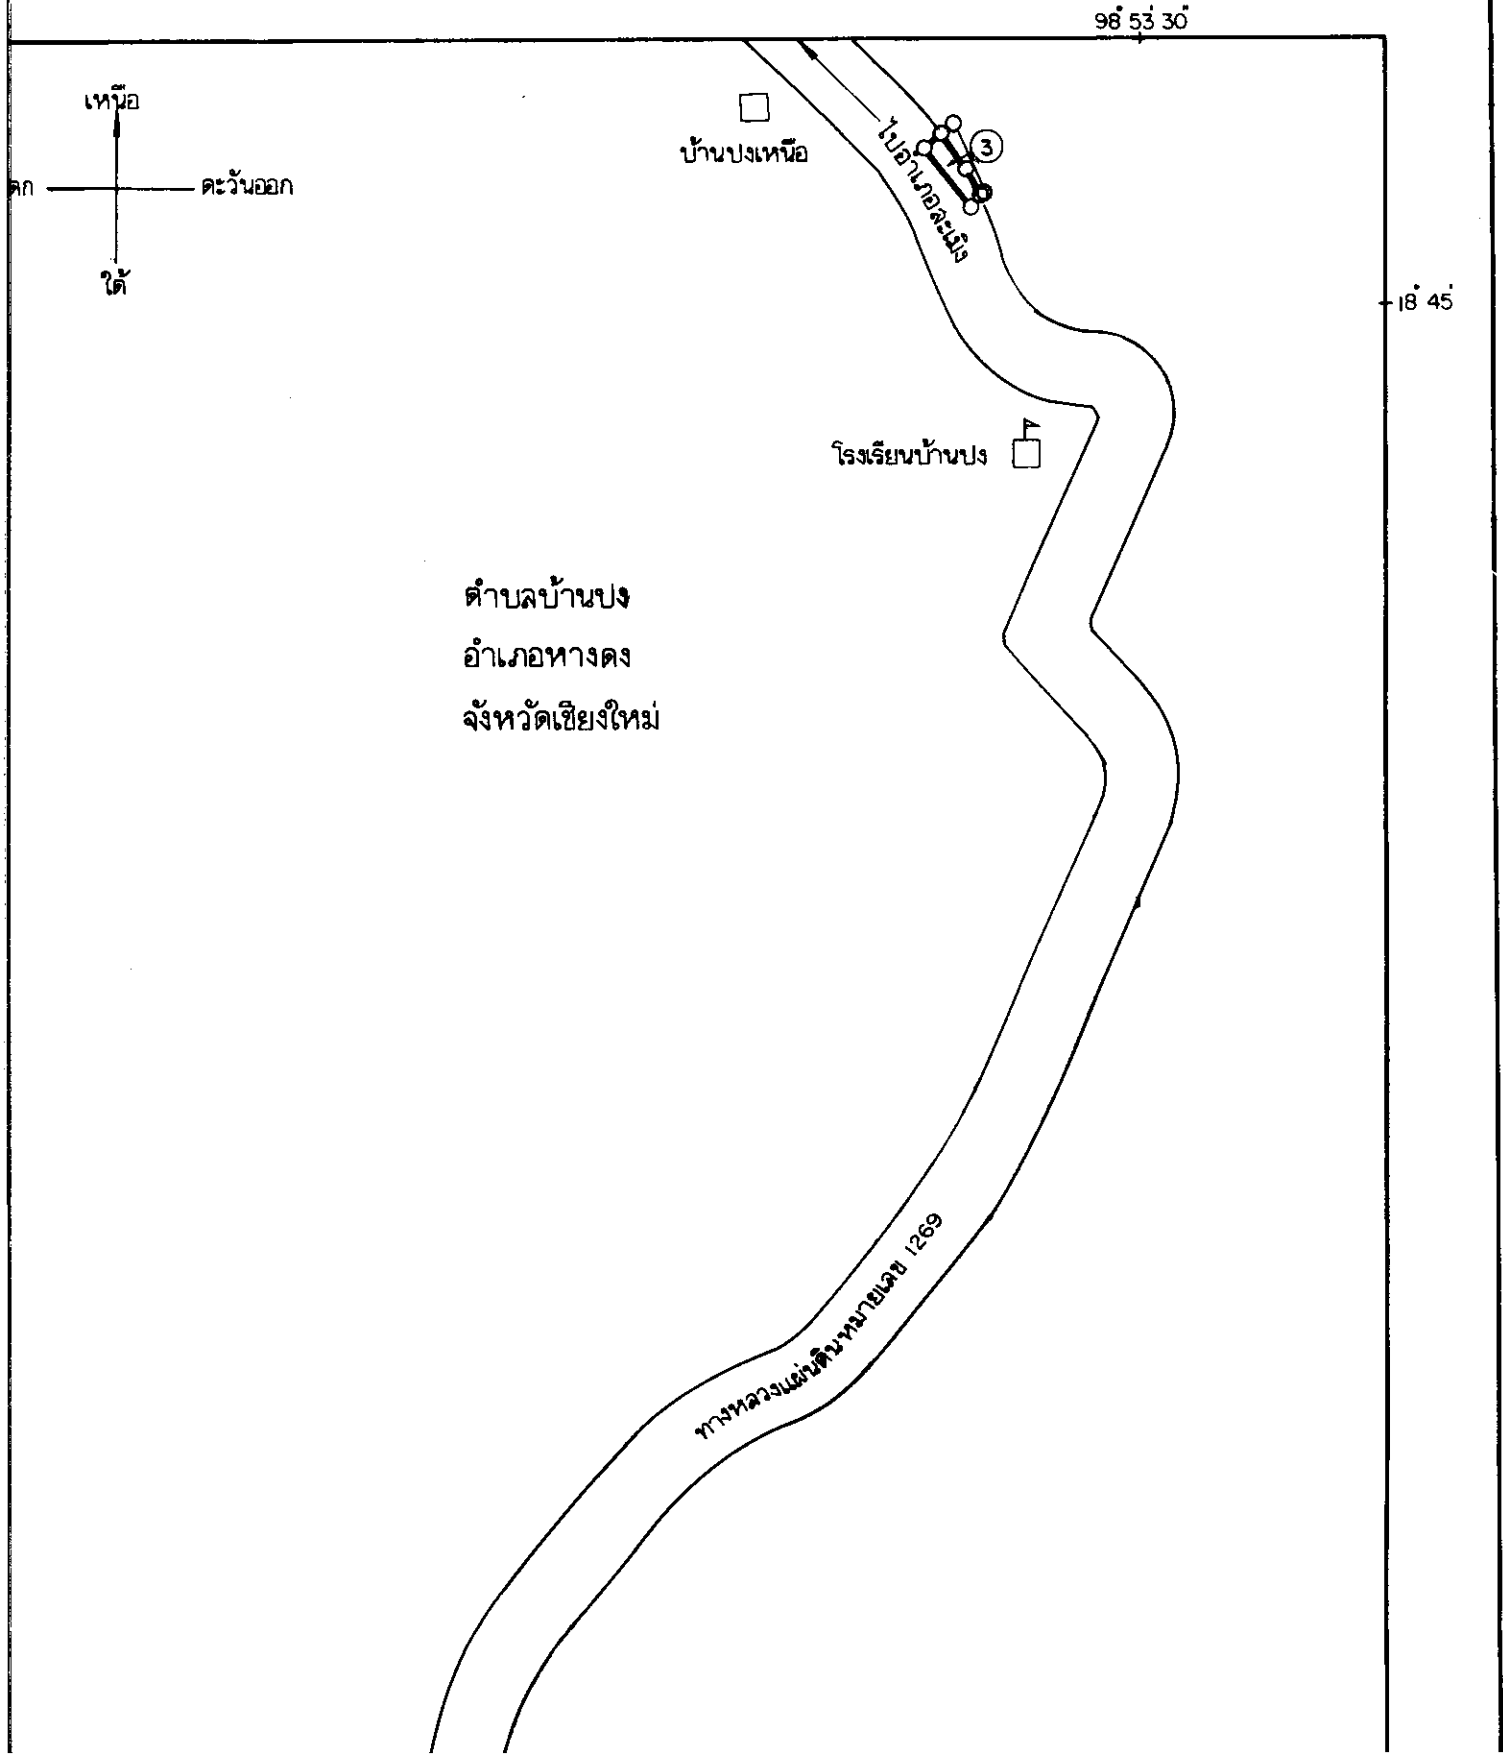 98° 53' 30"
เหนือ
ตก
ตะวันออก
ใต้
บ้านปงเหนือ
ไปอำเภอสะเมิง
3
18° 45'
โรงเรียนบ้านปง
ตำบลบ้านปง
อำเภอหางดง
จังหวัดเชียงใหม่
ทางหลวงแผ่นดินหมายเลข 1269